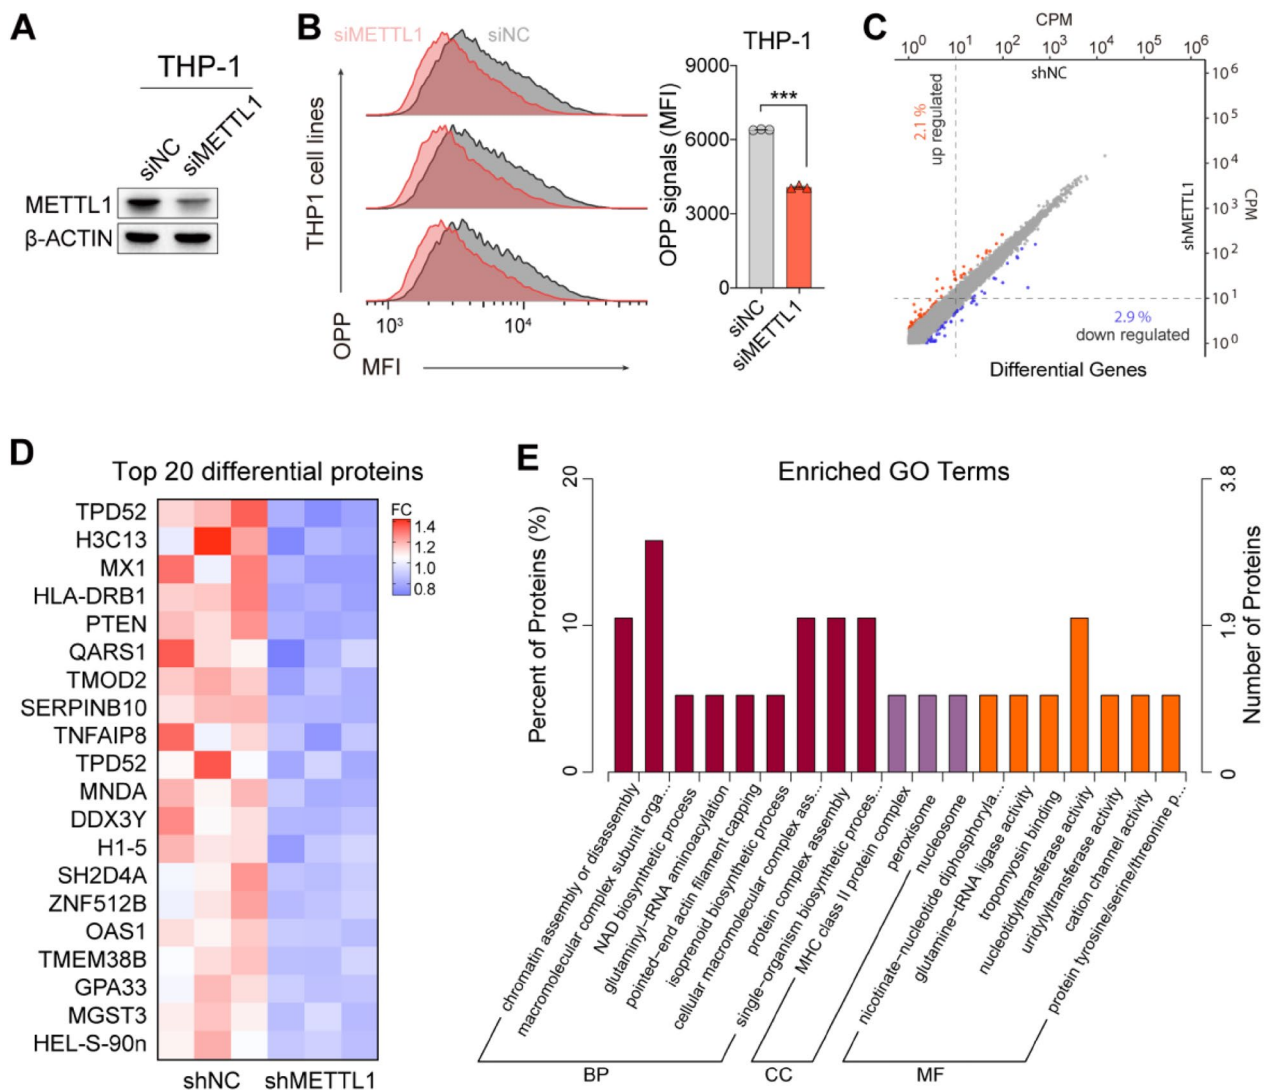 A
THP-1
siNC
siMETTL1
METTL1
β-ACTIN
B
siMETTL1
siNC
THP1 cell lines
OPP
10³
10⁴
MFI
THP-1
OPP signals (MFI)
9000
6000
3000
0
***
siNC
siMETTL1
C
CPM
10⁰ 10¹ 10² 10³ 10⁴ 10⁵ 10⁶
shNC
2.1 %
up regulated
10⁶
10⁵
10⁴
10³
10²
10¹
10⁰
shMETTL1
CPM
2.9 %
down regulated
Differential Genes
D
Top 20 differential proteins
TPD52
H3C13
MX1
HLA-DRB1
PTEN
QARS1
TMOD2
SERPINB10
TNFAIP8
TPD52
MNDA
DDX3Y
H1-5
SH2D4A
ZNF512B
OAS1
TMEM38B
GPA33
MGST3
HEL-S-90n
FC
1.4
1.2
1.0
0.8
shNC
shMETTL1
E
Enriched GO Terms
Percent of Proteins (%)
20
10
0
3.8
1.9
0
Number of Proteins
chromatin assembly or disassembly
macromolecular complex subunit orga...
NAD biosynthetic process
glutaminyl−tRNA aminoacylation
pointed−end actin filament capping
isoprenoid biosynthetic process
cellular macromolecular complex ass...
protein complex assembly
single−organism biosynthetic proces...
MHC class II protein complex
peroxisome
nucleosome
nicotinate−nucleotide diphosphoryla...
glutamine−tRNA ligase activity
tropomyosin binding
nucleotidyltransferase activity
uridylyltransferase activity
cation channel activity
protein tyrosine/serine/threonine p...
BP
CC
MF